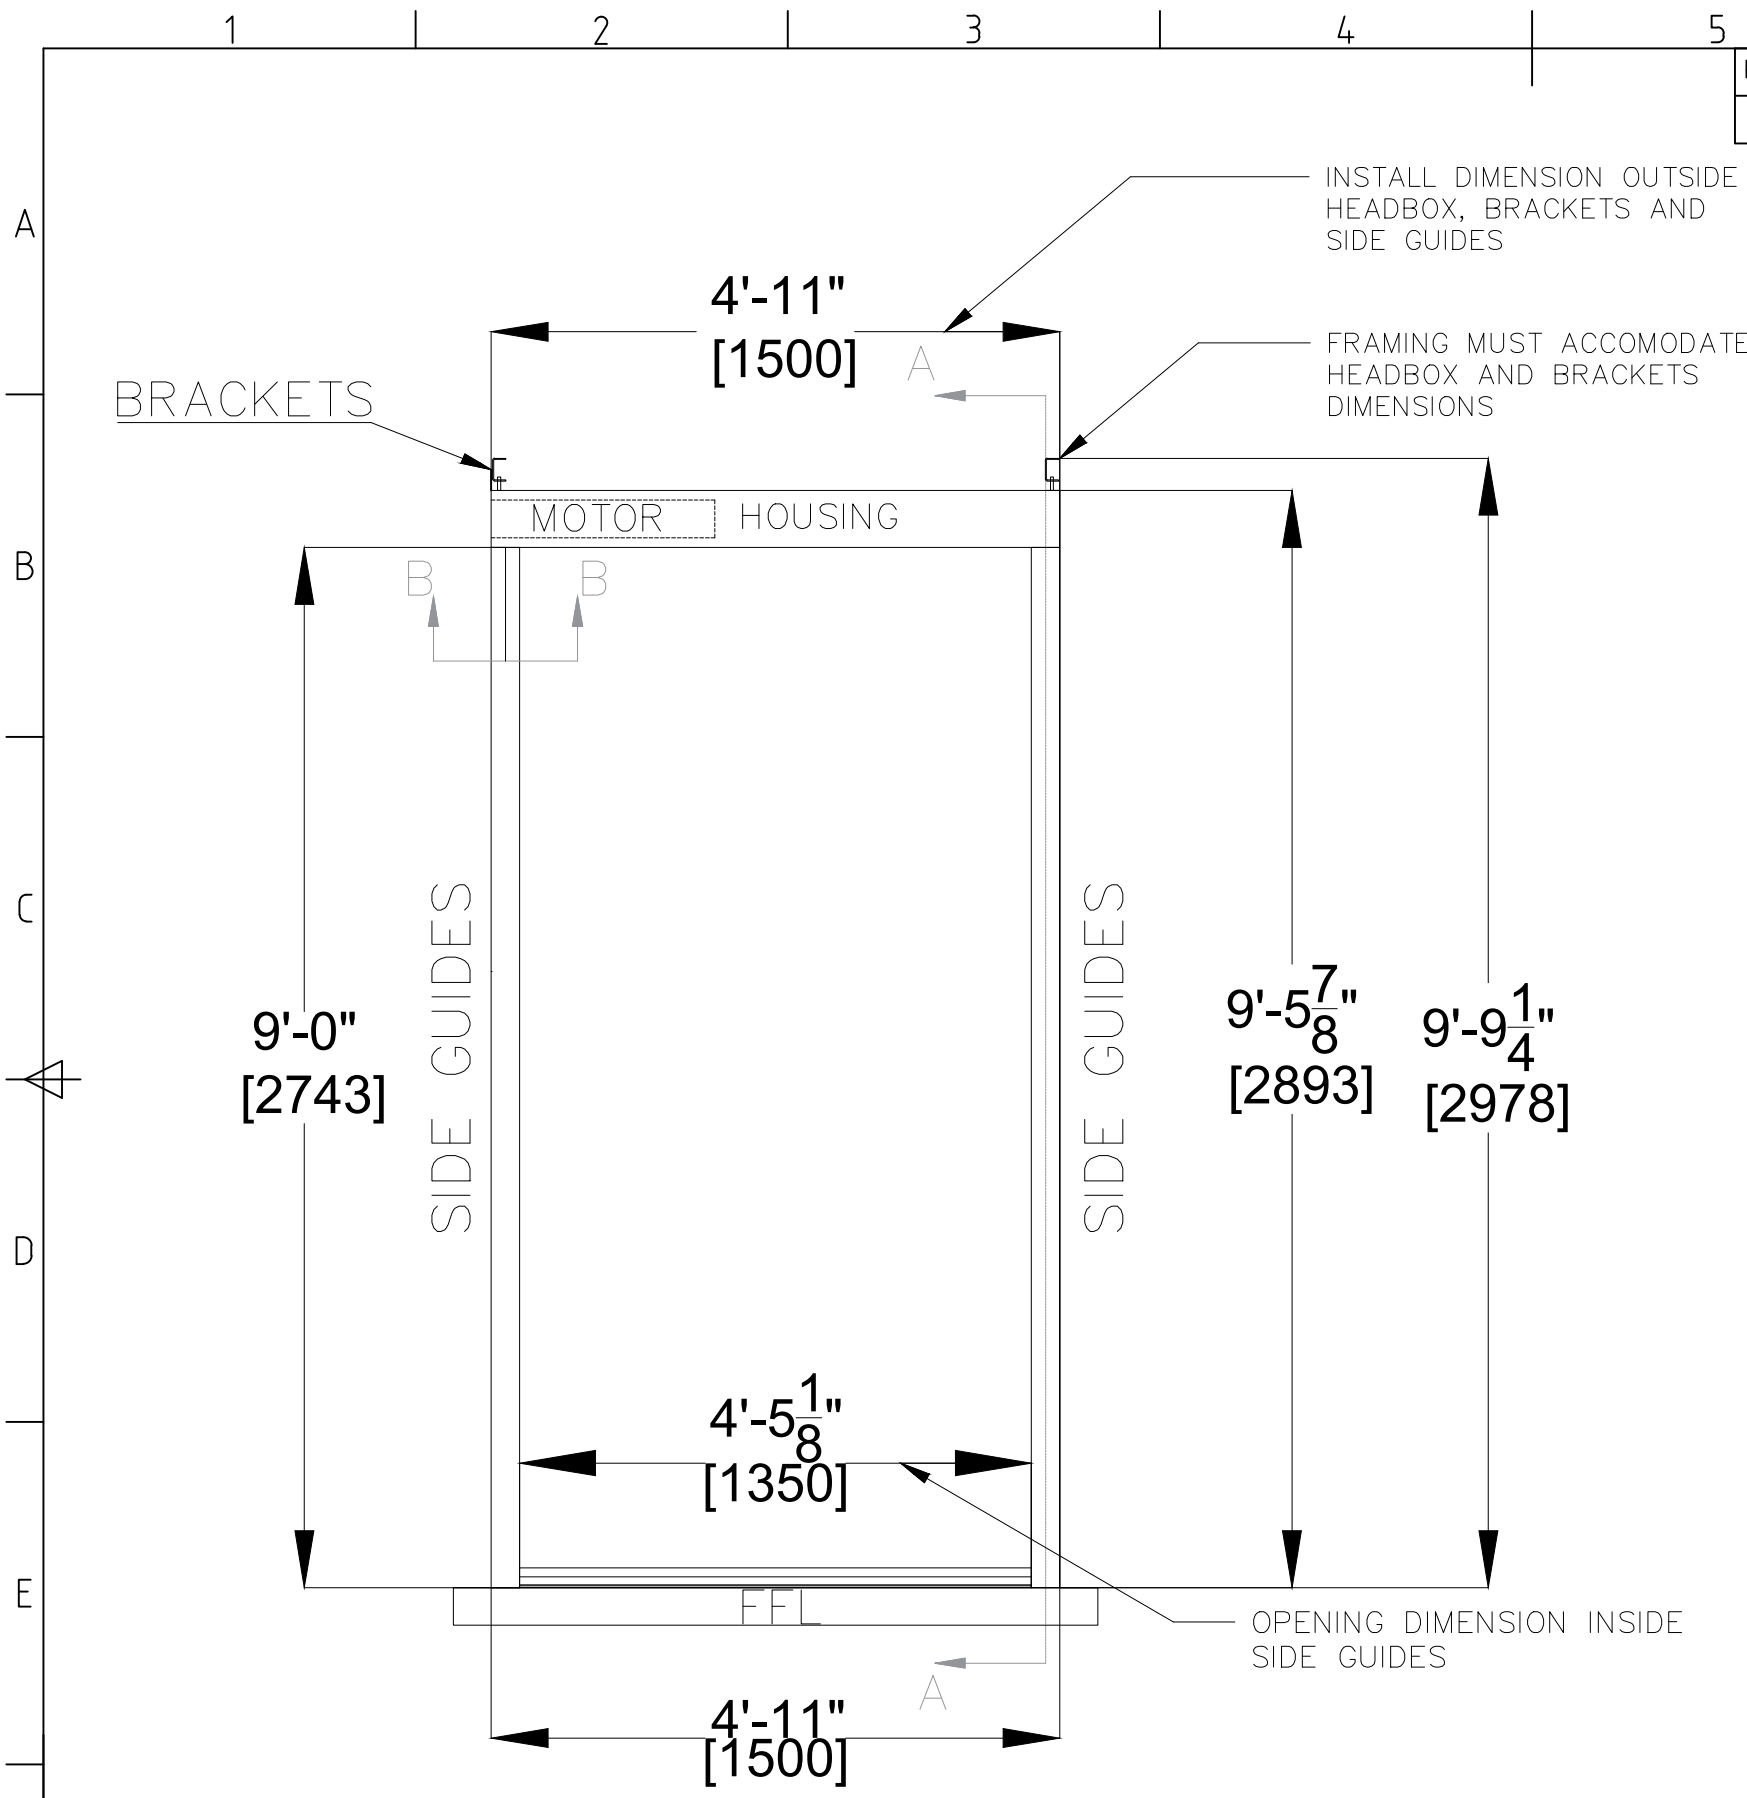 1 2 3 4 5
INSTALL DIMENSION OUTSIDE
HEADBOX, BRACKETS AND
SIDE GUIDES
A
4'-11"
[1500]
A
FRAMING MUST ACCOMODATE
HEADBOX AND BRACKETS
DIMENSIONS
BRACKETS
MOTOR HOUSING
B
B B
C
SIDE GUIDES
SIDE GUIDES
9'-0"
[2743]
9'-5 7/8"
[2893]
9'-9 1/4"
[2978]
D
4'-5 1/8"
[1350]
E
FFL
OPENING DIMENSION INSIDE
SIDE GUIDES
A
4'-11"
[1500]